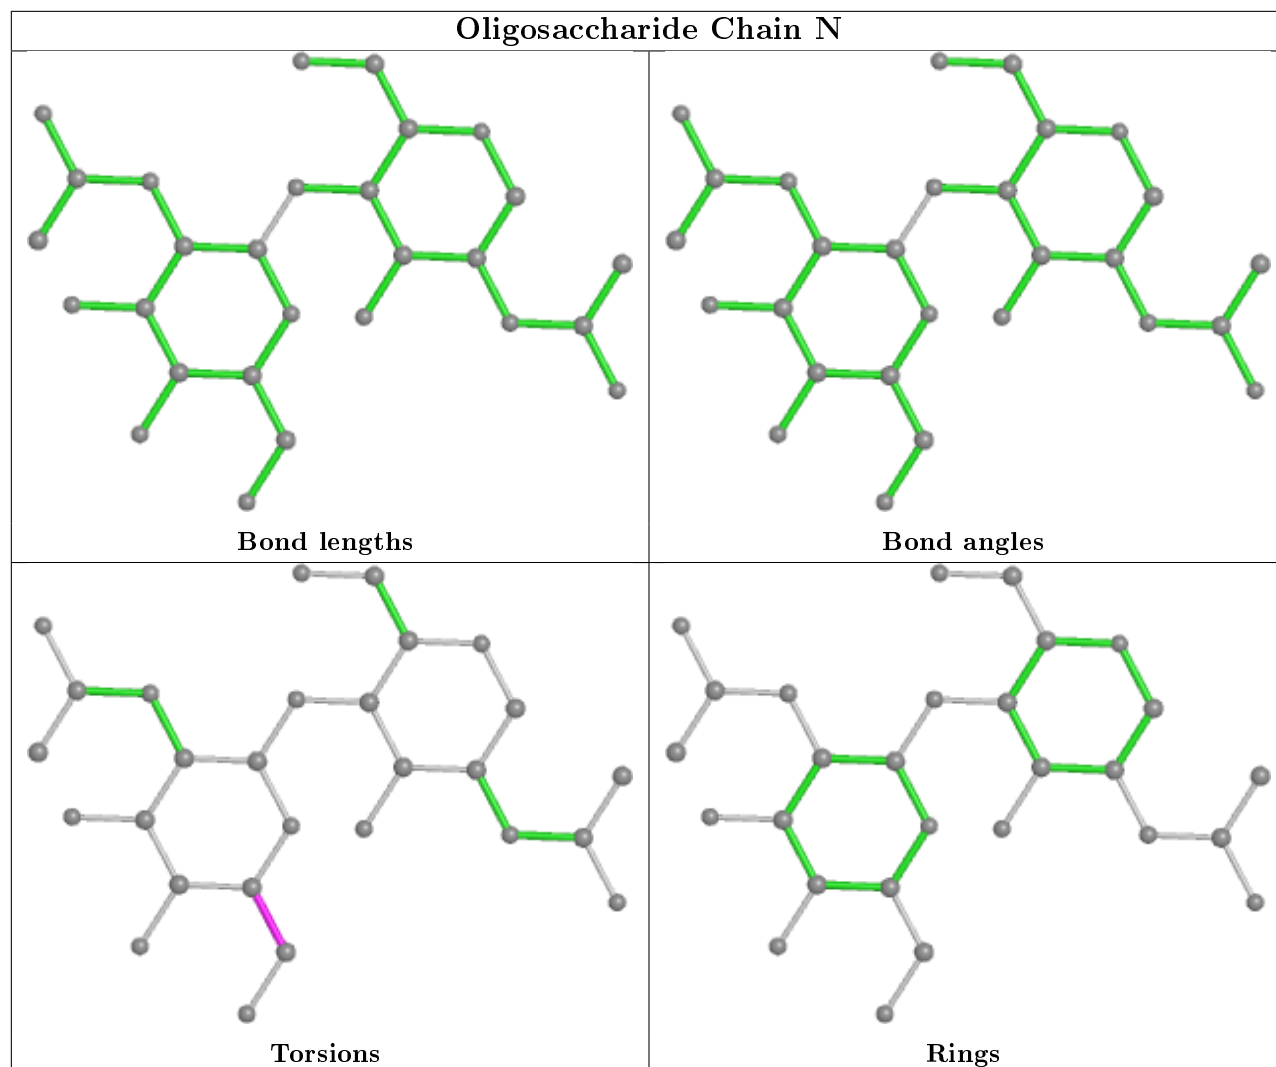 Oligosaccharide Chain N
Bond lengths
Bond angles
Torsions
Rings